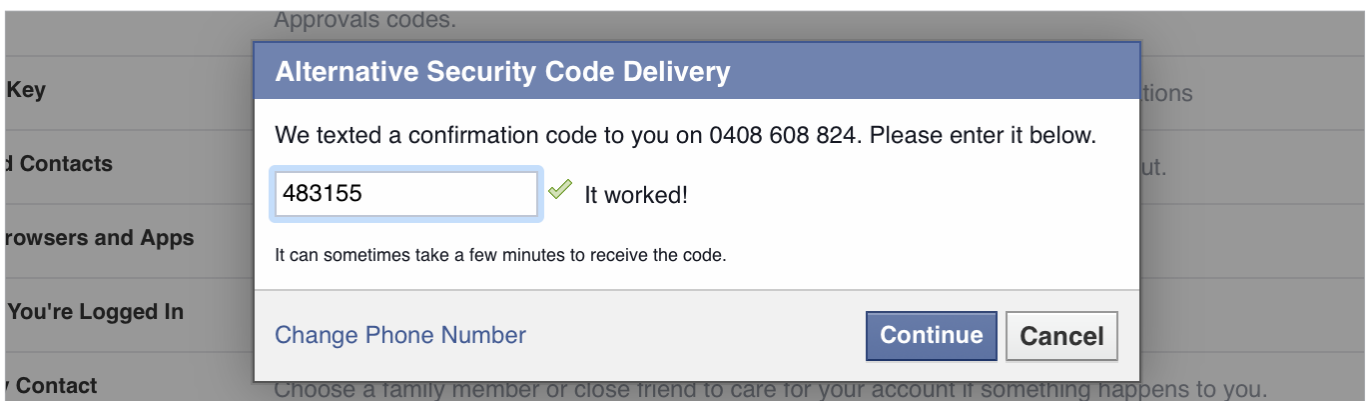 Approvals codes.
Alternative Security Code Delivery
Key
tions
We texted a confirmation code to you on 0408 608 824. Please enter it below.
d Contacts
ut.
483155 It worked!
rowsers and Apps
It can sometimes take a few minutes to receive the code.
You're Logged In
Change Phone Number Continue Cancel
y Contact
Choose a family member or close friend to care for your account if something happens to you.